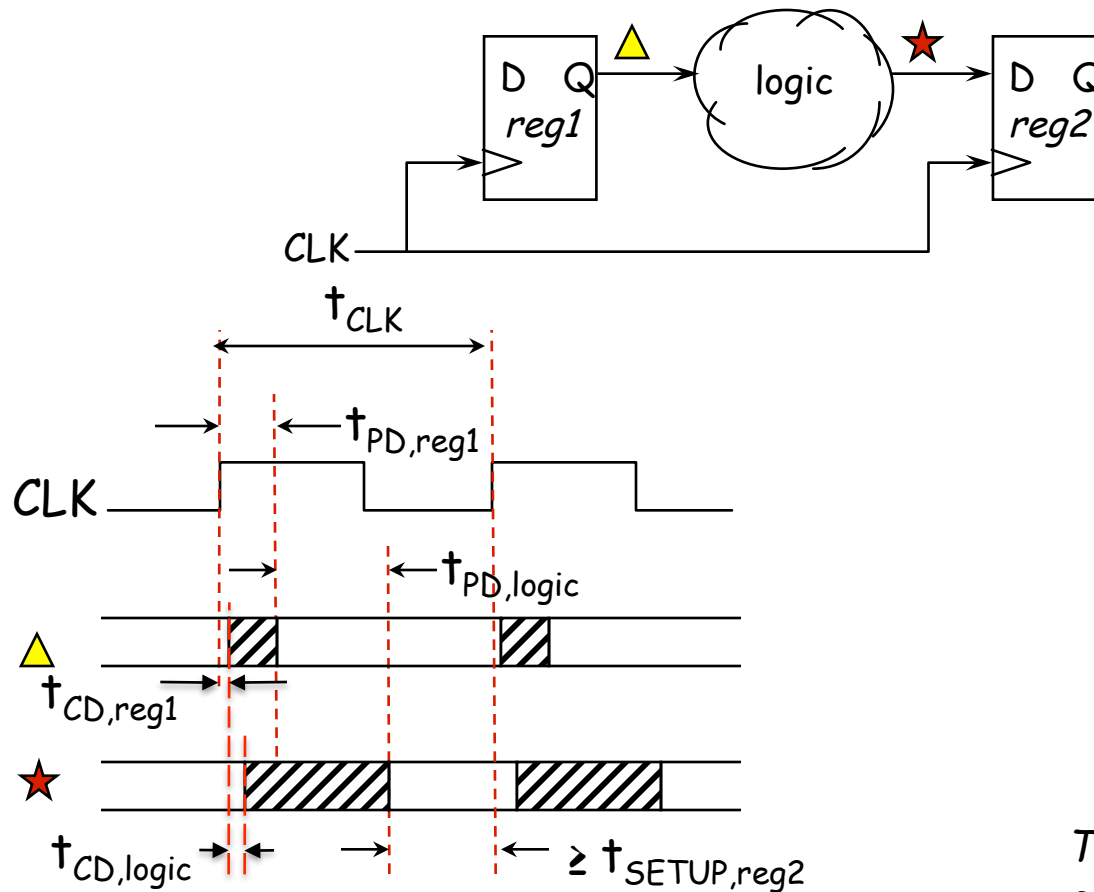 D Q
reg1
logic
D Q
reg2
CLK
tCLK
tPD,reg1
CLK
tPD,logic
tCD,reg1
tCD,logic
≥ tSETUP,reg2